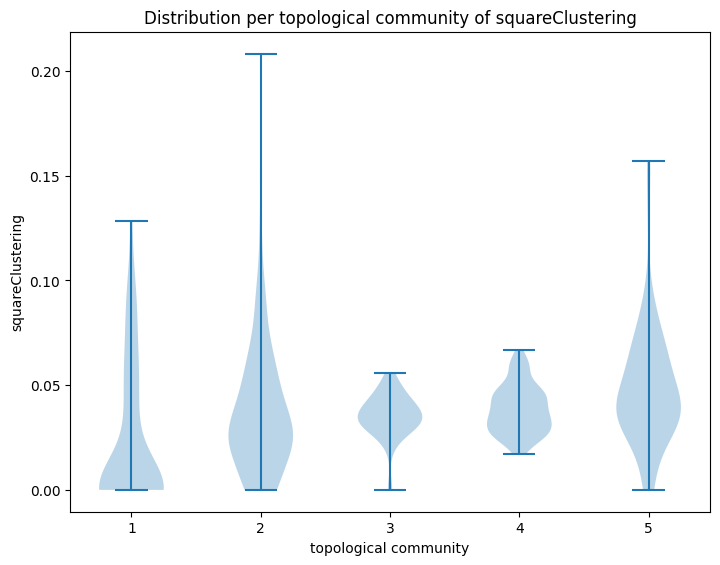 Distribution per topological community of squareClustering
0.20
0.15
0.10
0.05
0.00
squareClustering
1 2 3 4 5
topological community